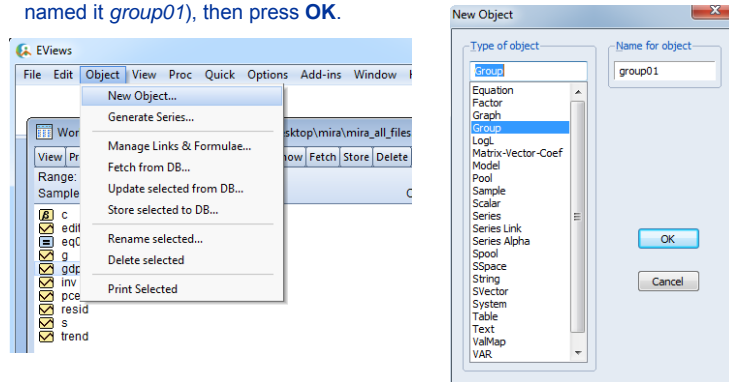 named it group01), then press OK.
EViews
File Edit Object View Proc Quick Options Add-ins Window
New Object...
Generate Series...
Manage Links & Formulae...
Fetch from DB...
Update selected from DB...
Store selected to DB...
Rename selected...
Delete selected
Print Selected
sktop\mira\mira_all_files
View
Fetch Store Delete
Range:
Sample
c
g
inv
pce
resid
s
trend
New Object
Type of object
Group
Equation
Factor
Graph
Group
LogL
Matrix-Vector-Coef
Model
Pool
Sample
Scalar
Series
Series Link
Series Alpha
Spool
SSpace
String
SVector
System
Table
Text
ValMap
VAR
Name for object
group01
OK
Cancel